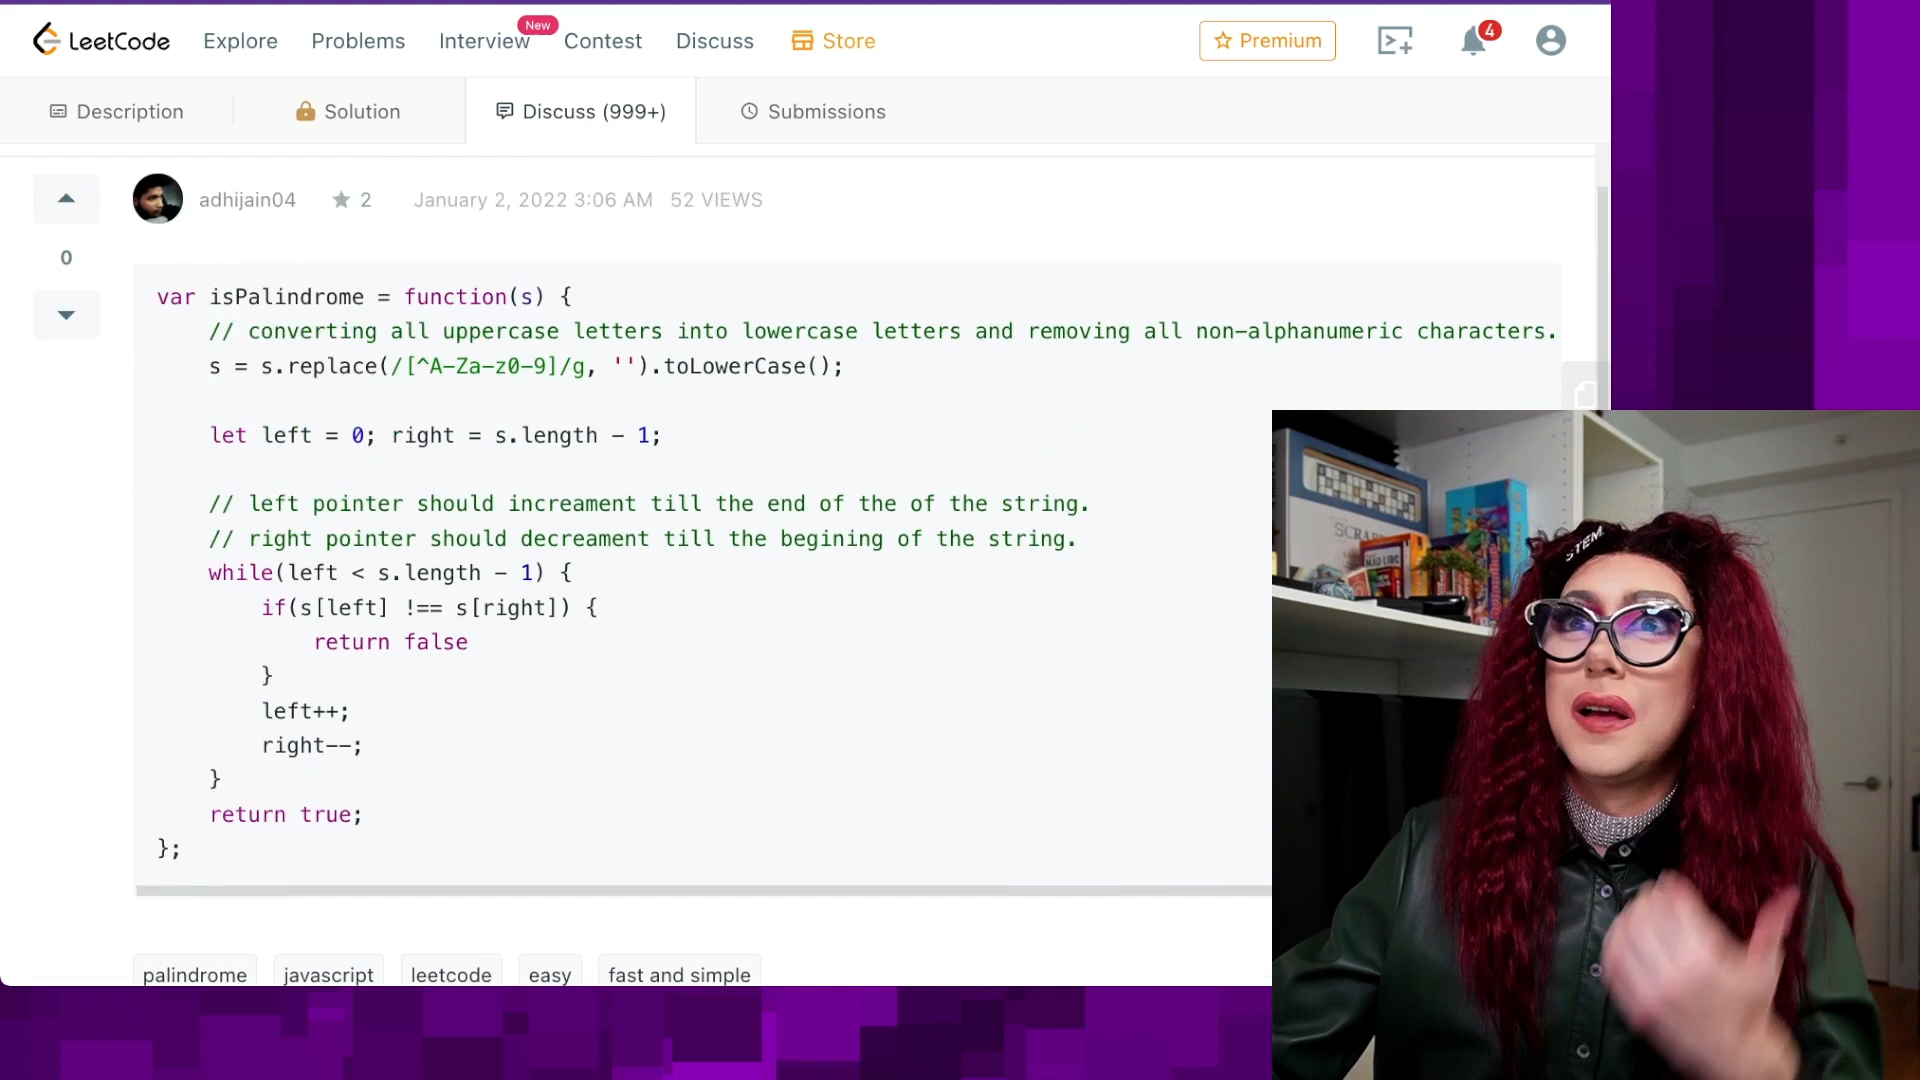 LeetCode Explore Problems Interview New Contest Discuss Store Premium 4
Description Solution Discuss (999+) Submissions
adhijain04 2 January 2, 2022 3:06 AM 52 VIEWS
0
var isPalindrome = function(s) {
// converting all uppercase letters into lowercase letters and removing all non-alphanumeric characters.
s = s.replace(/[^A-Za-z0-9]/g, '').toLowerCase();
let left = 0; right = s.length - 1;
// left pointer should increament till the end of the of the string.
// right pointer should decreament till the begining of the string.
while(left < s.length - 1) {
if(s[left] !== s[right]) {
return false
}
left++;
right--;
}
return true;
};
palindrome javascript leetcode easy fast and simple
SCRA
MAD LIBS
STEM